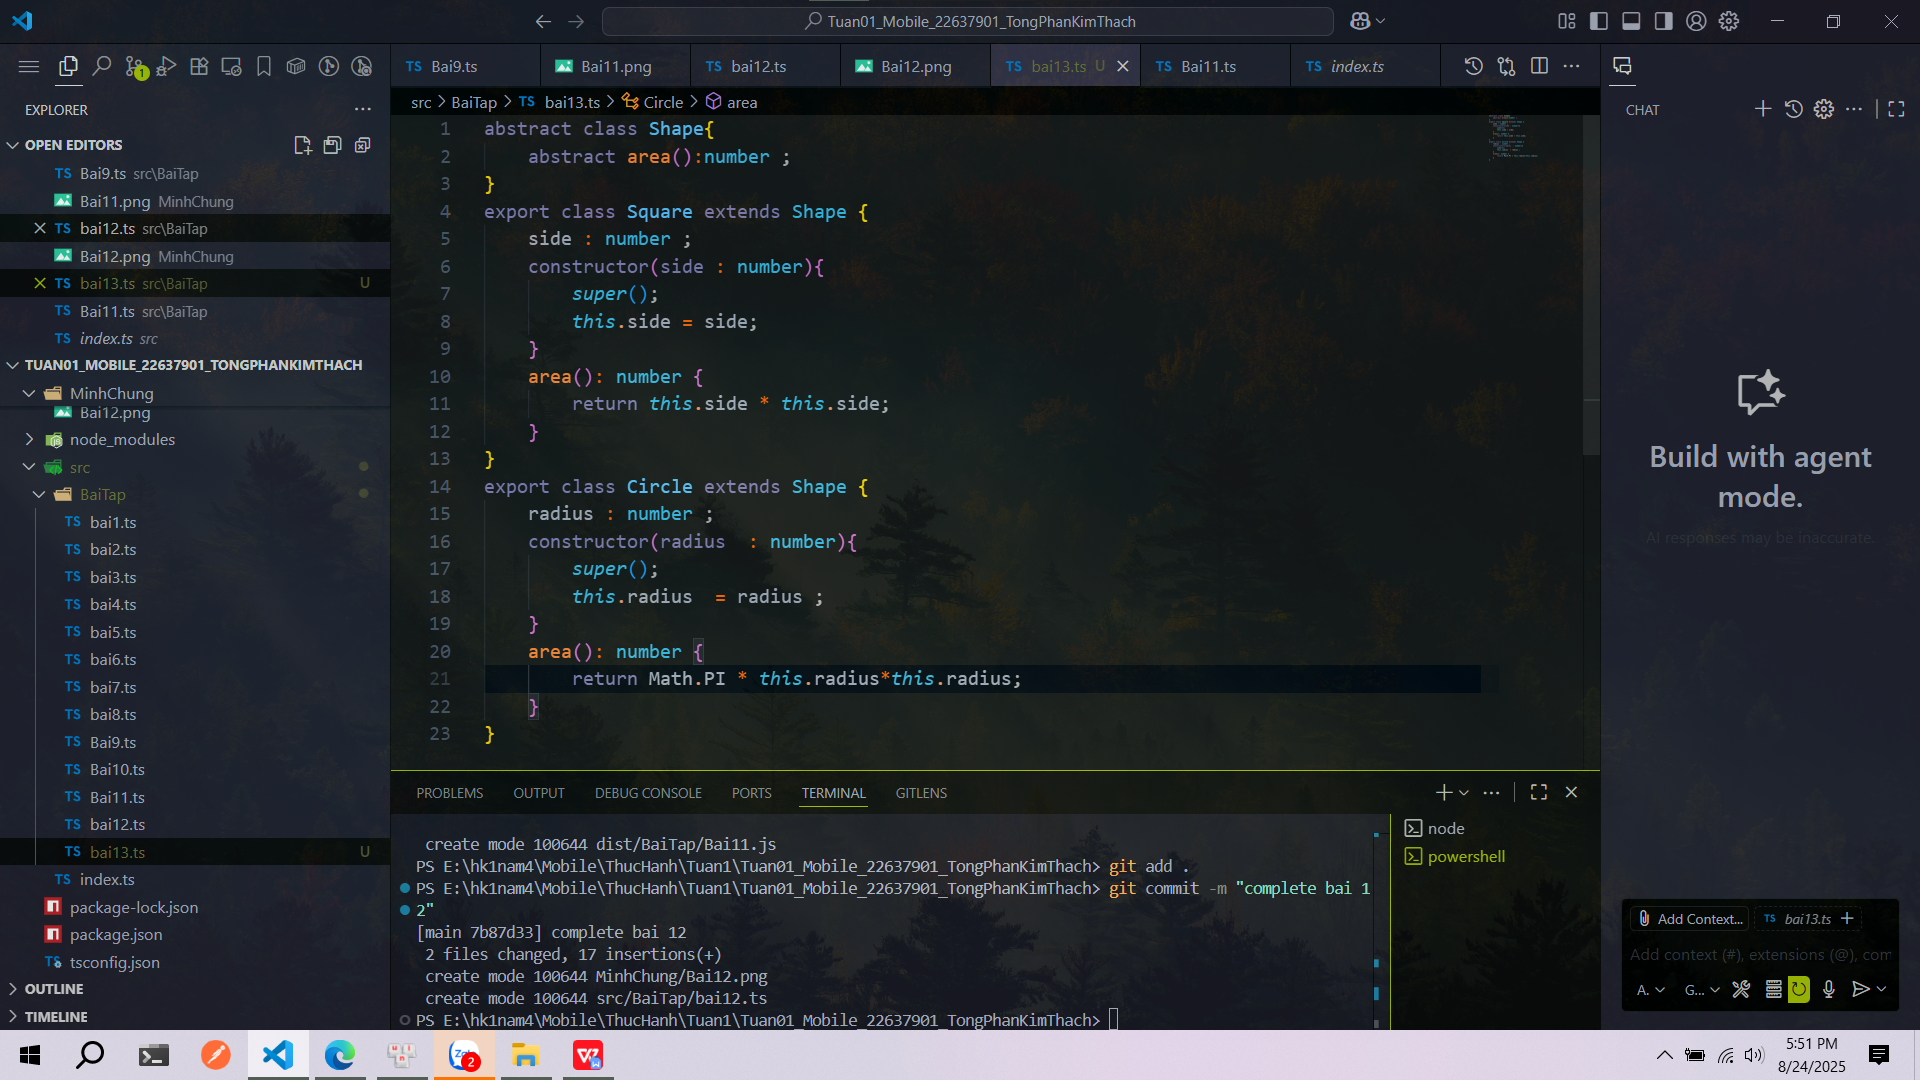 Tuan01_Mobile_22637901_TongPhanKimThach
1
EXPLORER
OPEN EDITORS
TS Bai9.ts src\BaiTap
Bai11.png MinhChung
TS bai12.ts src\BaiTap
Bai12.png MinhChung
TS bai13.ts src\BaiTap U
TS Bai11.ts src\BaiTap
TS index.ts src
TUAN01_MOBILE_22637901_TONGPHANKIMTHACH
MinhChung
Bai12.png
node_modules
src
BaiTap
TS bai1.ts
TS bai2.ts
TS bai3.ts
TS bai4.ts
TS bai5.ts
TS bai6.ts
TS bai7.ts
TS bai8.ts
TS Bai9.ts
TS Bai10.ts
TS Bai11.ts
TS bai12.ts
TS bai13.ts U
TS index.ts
package-lock.json
package.json
tsconfig.json
OUTLINE
TIMELINE
TS Bai9.ts
Bai11.png
TS bai12.ts
Bai12.png
TS bai13.ts U
TS Bai11.ts
TS index.ts
src > BaiTap > TS bai13.ts > Circle > area
1 abstract class Shape{
2 abstract area():number ;
3 }
4 export class Square extends Shape {
5 side : number ;
6 constructor(side : number){
7 super();
8 this.side = side;
9 }
10 area(): number {
11 return this.side * this.side;
12 }
13 }
14 export class Circle extends Shape {
15 radius : number ;
16 constructor(radius  : number){
17 super();
18 this.radius  = radius ;
19 }
20 area(): number {
21 return Math.PI * this.radius*this.radius;
22 }
23 }
PROBLEMS OUTPUT DEBUG CONSOLE PORTS TERMINAL GITLENS
create mode 100644 dist/BaiTap/Bai11.js
PS E:\hk1nam4\Mobile\ThucHanh\Tuan1\Tuan01_Mobile_22637901_TongPhanKimThach> git add .
PS E:\hk1nam4\Mobile\ThucHanh\Tuan1\Tuan01_Mobile_22637901_TongPhanKimThach> git commit -m "complete bai 1
2"
[main 7b87d33] complete bai 12
2 files changed, 17 insertions(+)
create mode 100644 MinhChung/Bai12.png
create mode 100644 src/BaiTap/bai12.ts
PS E:\hk1nam4\Mobile\ThucHanh\Tuan1\Tuan01_Mobile_22637901_TongPhanKimThach>
node
powershell
CHAT
Build with agent
mode.
AI responses may be inaccurate.
Add Context... TS bai13.ts +
Add context (#), extensions (@), com
A. G...
2
5:51 PM
8/24/2025